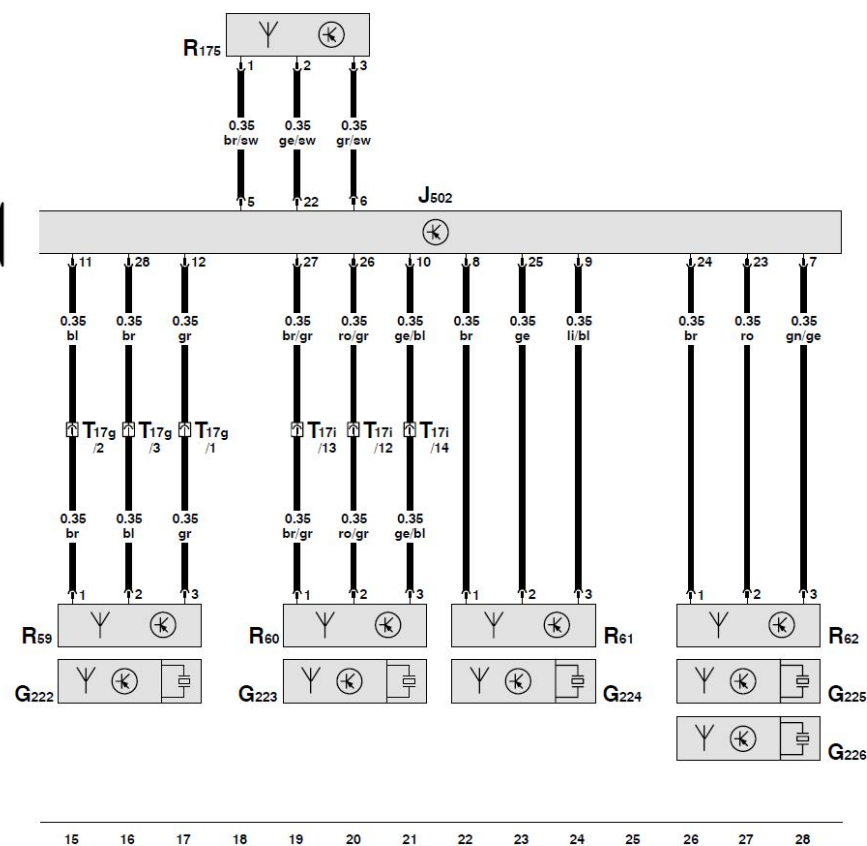 R175
1 2 3
0.35 0.35 0.35
br/sw ge/sw gr/sw
5 22 6
J502
11 28 12 27 26 10 8 25 9 24 23 7
0.35 0.35 0.35 0.35 0.35 0.35 0.35 0.35 0.35 0.35 0.35 0.35
bl br gr br/gr ro/gr ge/bl br ge li/bl br ro gn/ge
T17g T17g T17g T17i T17i T17i
/2 /3 /1 /13 /12 /14
0.35 0.35 0.35 0.35 0.35 0.35
br bl gr br/gr ro/gr ge/bl
1 2 3 1 2 3 1 2 3 1 2 3
R59 R60 R61 R62
G222 G223 G224 G225
G226
15 16 17 18 19 20 21 22 23 24 25 26 27 28